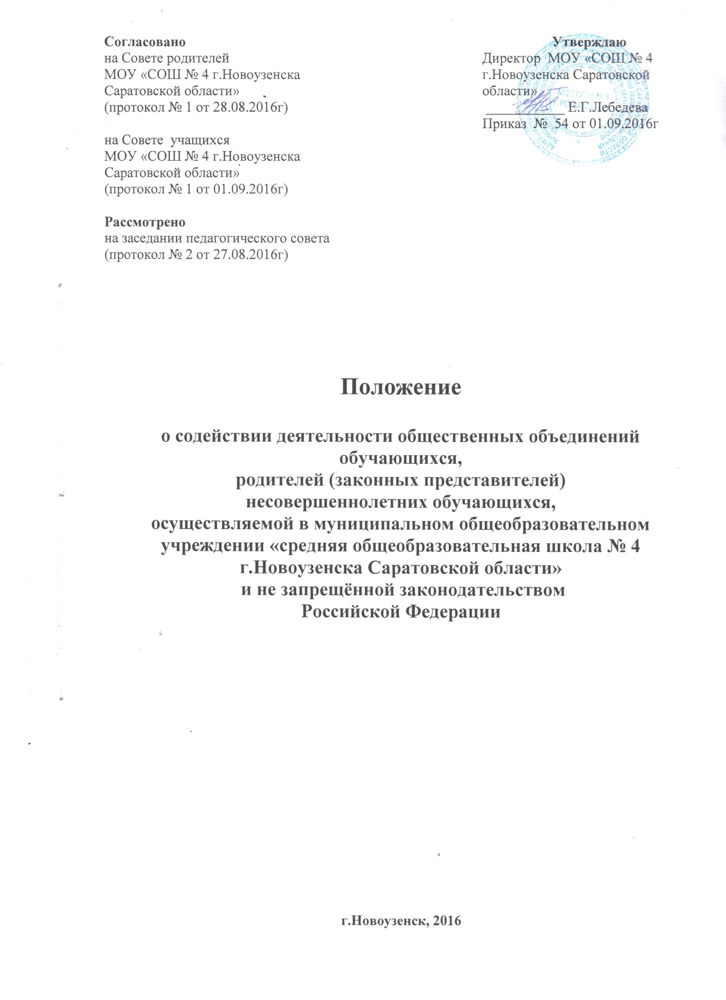 Согласовано
на Совете родителей
МОУ «СОШ № 4 г.Новоузенска
Саратовской области»
(протокол № 1 от 28.08.2016г)
на Совете учащихся
МОУ «СОШ № 4 г.Новоузенска
Саратовской области»
(протокол № 1 от 01.09.2016г)
Рассмотрено
на заседании педагогического совета
(протокол № 2 от 27.08.2016г)
Утверждаю
Директор МОУ «СОШ № 4
г.Новоузенска Саратовской
области»
___________ Е.Г.Лебедева
Приказ № 54 от 01.09.2016г
Положение
о содействии деятельности общественных объединений
обучающихся,
родителей (законных представителей)
несовершеннолетних обучающихся,
осуществляемой в муниципальном общеобразовательном
учреждении «средняя общеобразовательная школа № 4
г.Новоузенска Саратовской области»
и не запрещённой законодательством
Российской Федерации
г.Новоузенск, 2016